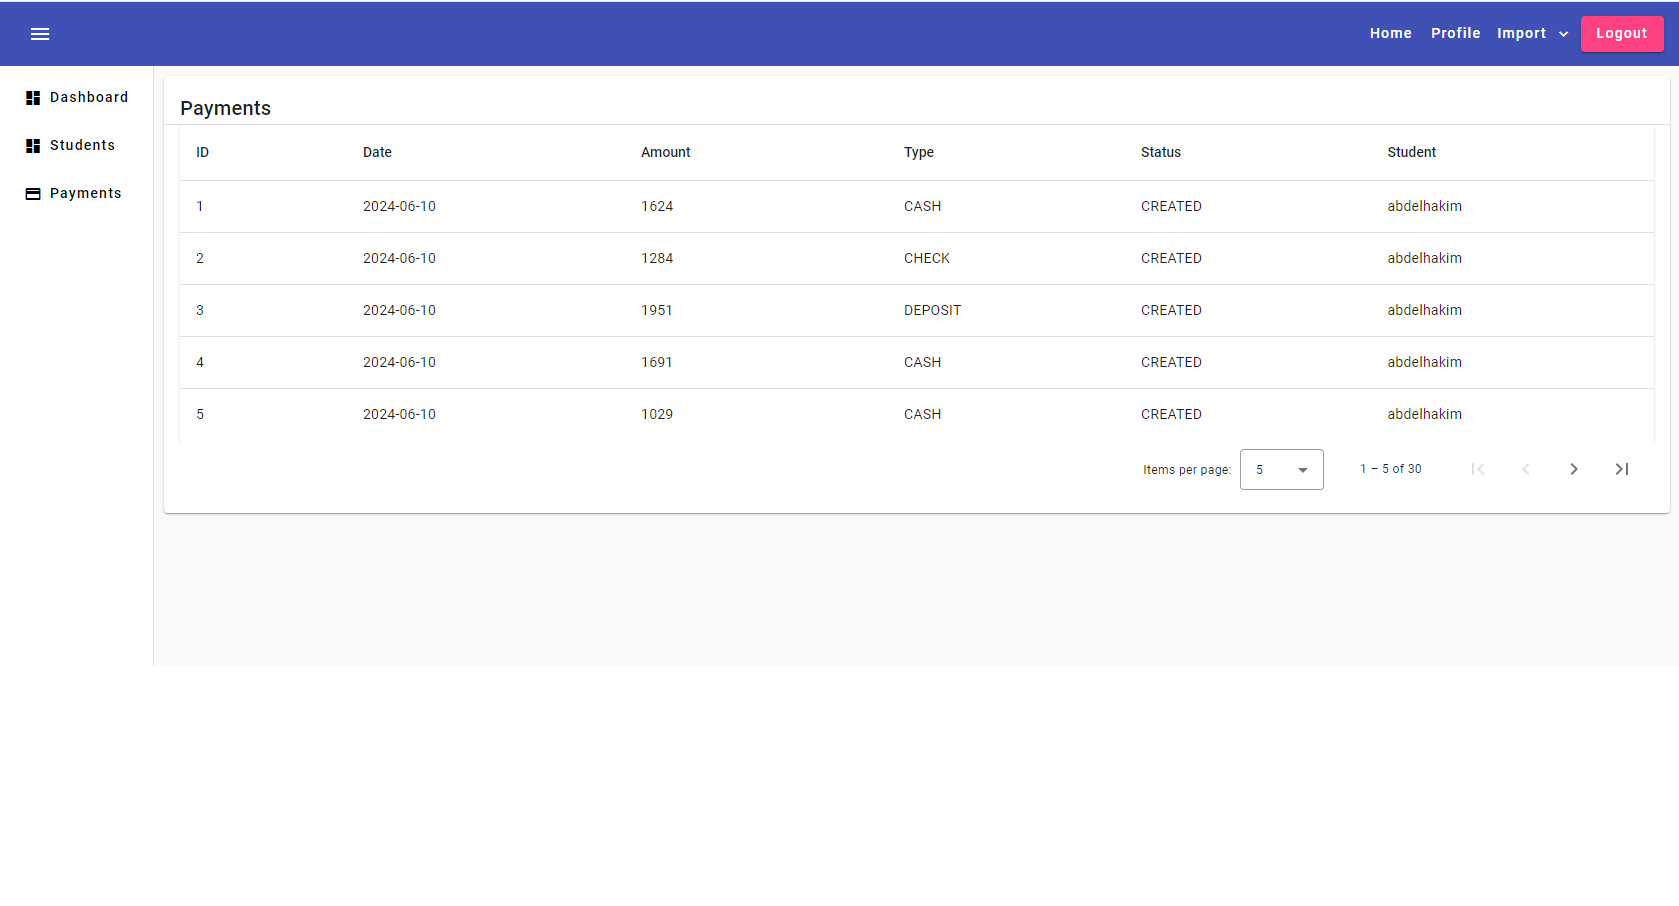 Home Profile Import Logout
Dashboard
Students
Payments
Payments
ID Date Amount Type Status Student
1 2024-06-10 1624 CASH CREATED abdelhakim
2 2024-06-10 1284 CHECK CREATED abdelhakim
3 2024-06-10 1951 DEPOSIT CREATED abdelhakim
4 2024-06-10 1691 CASH CREATED abdelhakim
5 2024-06-10 1029 CASH CREATED abdelhakim
Items per page: 5 1 – 5 of 30